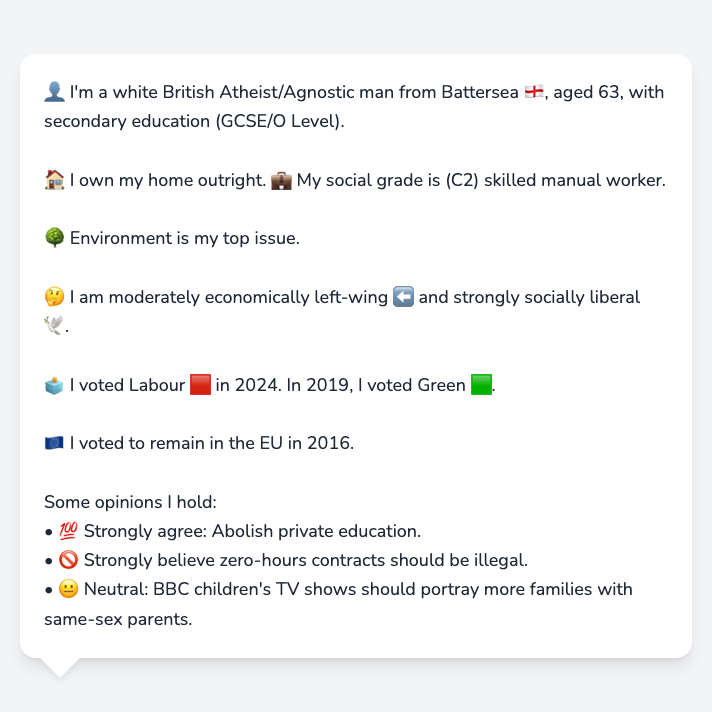 👤 I'm a white British Atheist/Agnostic man from Battersea 🏴󠁧󠁢󠁥󠁮󠁧󠁿, aged 63, with
secondary education (GCSE/O Level).
🏠 I own my home outright. 💼 My social grade is (C2) skilled manual worker.
🌳 Environment is my top issue.
🤔 I am moderately economically left-wing ⬅️ and strongly socially liberal
🕊️.
🗳️ I voted Labour 🟥 in 2024. In 2019, I voted Green 🟩.
🇪🇺 I voted to remain in the EU in 2016.
Some opinions I hold:
• 💯 Strongly agree: Abolish private education.
• 🚫 Strongly believe zero-hours contracts should be illegal.
• 😐 Neutral: BBC children's TV shows should portray more families with
same-sex parents.